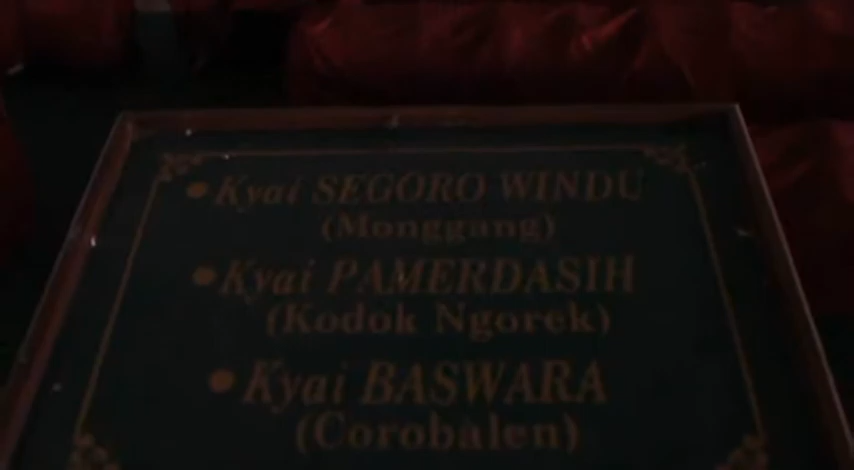 • Kyai SEGORO WINDU
(Monggang)
• Kyai PAMERDASIH
(Kodok Ngorek)
• Kyai BASWARA
(Corobalen)